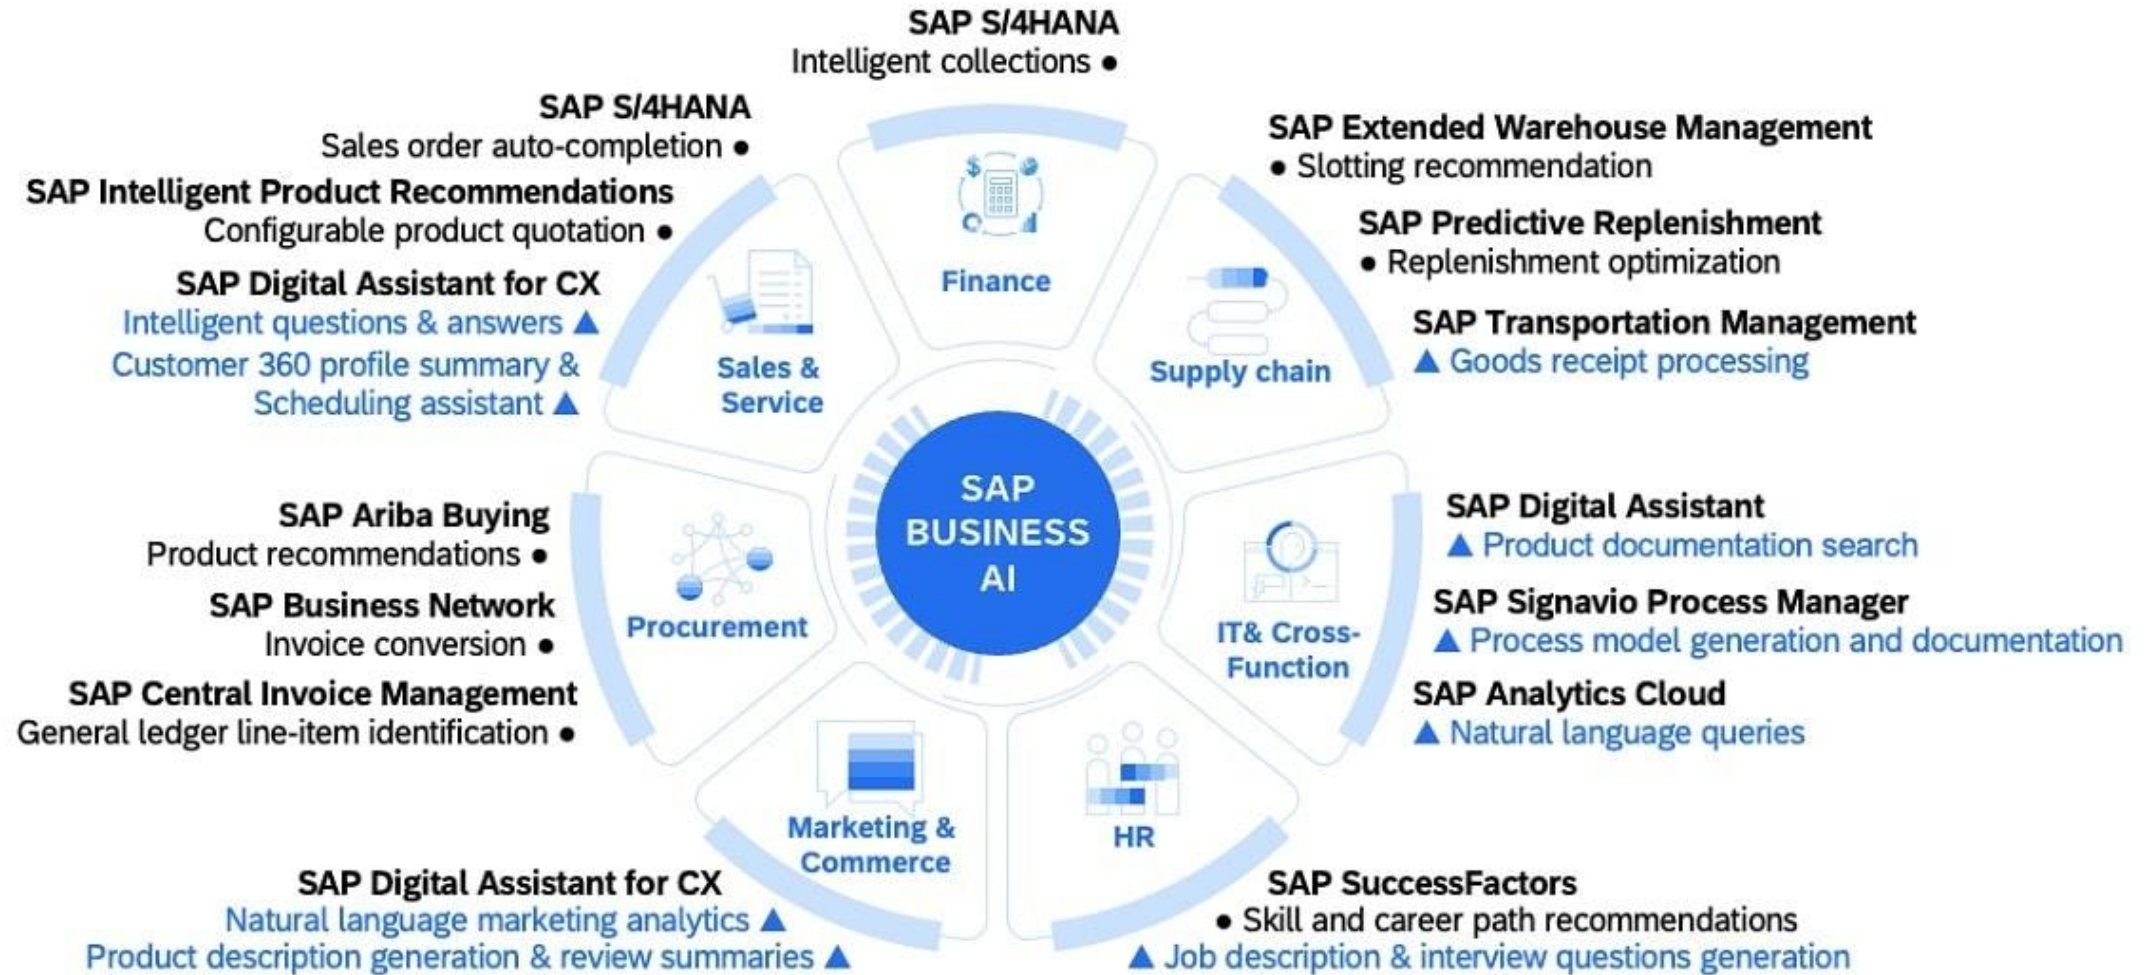 SAP S/4HANA
Intelligent collections ●
SAP S/4HANA
Sales order auto-completion ●
SAP Intelligent Product Recommendations
Configurable product quotation ●
SAP Digital Assistant for CX
Intelligent questions & answers ▲
Customer 360 profile summary &
Scheduling assistant ▲
SAP Extended Warehouse Management
● Slotting recommendation
SAP Predictive Replenishment
● Replenishment optimization
SAP Transportation Management
▲ Goods receipt processing
$
Finance
Sales &
Service
Supply chain
SAP
BUSINESS
AI
SAP Ariba Buying
Product recommendations ●
SAP Business Network
Invoice conversion ●
SAP Central Invoice Management
General ledger line-item identification ●
Procurement
IT& Cross-
Function
SAP Digital Assistant
▲ Product documentation search
SAP Signavio Process Manager
▲ Process model generation and documentation
SAP Analytics Cloud
▲ Natural language queries
Marketing &
Commerce
HR
SAP Digital Assistant for CX
Natural language marketing analytics ▲
Product description generation & review summaries ▲
SAP SuccessFactors
● Skill and career path recommendations
▲ Job description & interview questions generation